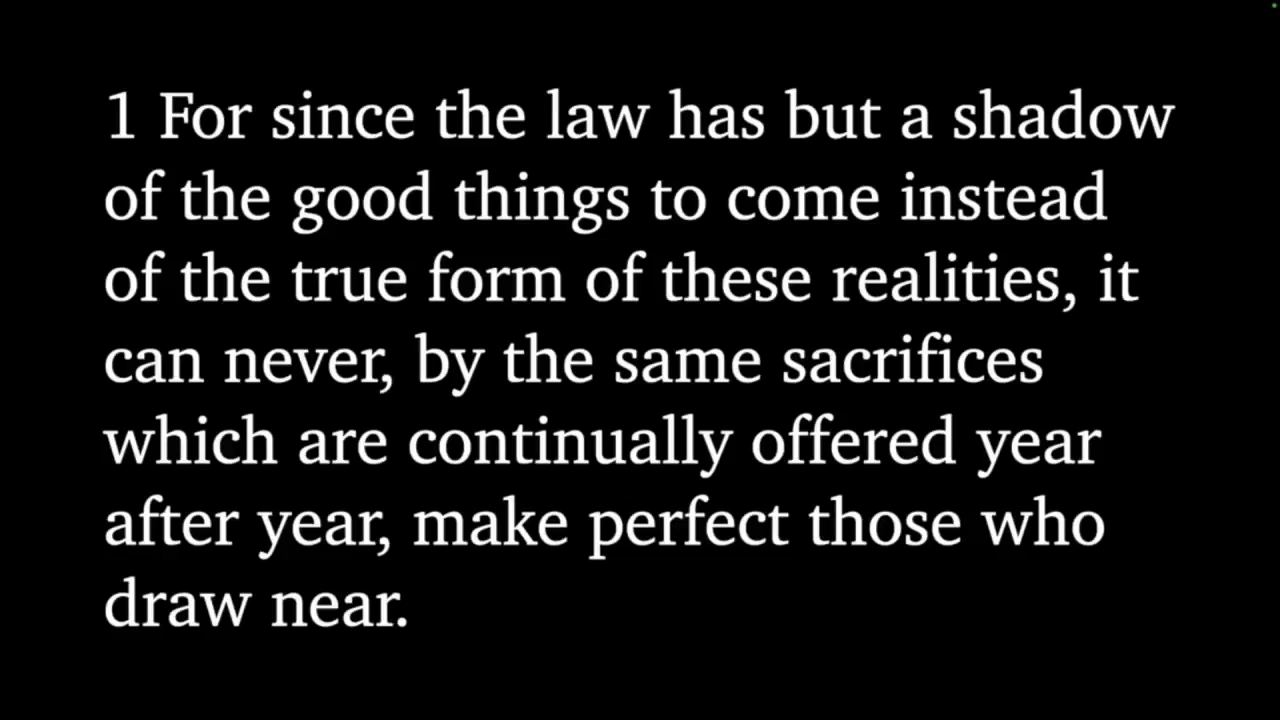 1 For since the law has but a shadow
of the good things to come instead
of the true form of these realities, it
can never, by the same sacrifices
which are continually offered year
after year, make perfect those who
draw near.